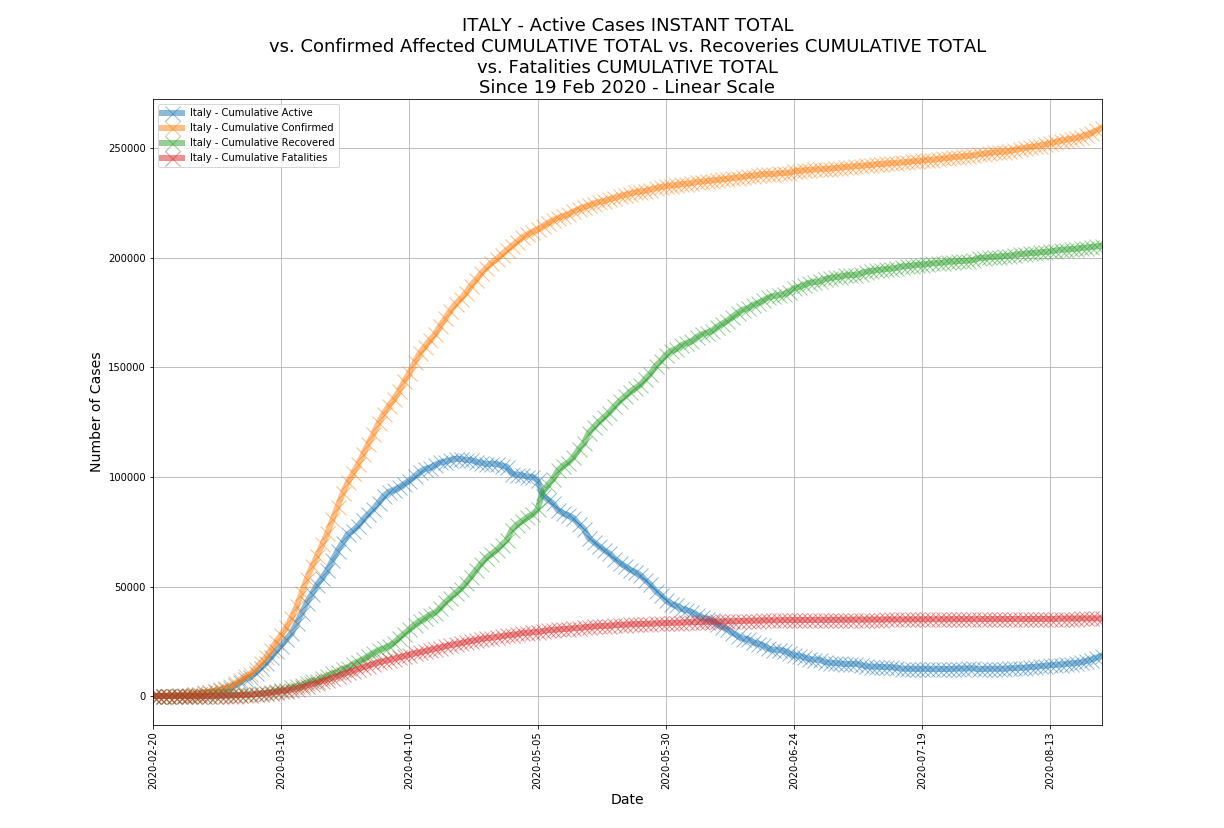 ITALY - Active Cases INSTANT TOTAL
vs. Confirmed Affected CUMULATIVE TOTAL vs. Recoveries CUMULATIVE TOTAL
vs. Fatalities CUMULATIVE TOTAL
Since 19 Feb 2020 - Linear Scale
Italy - Cumulative Active
Italy - Cumulative Confirmed
Italy - Cumulative Recovered
Italy - Cumulative Fatalities
Number of Cases
250000
200000
150000
100000
50000
0
2020-02-20
2020-03-16
2020-04-10
2020-05-05
2020-05-30
2020-06-24
2020-07-19
2020-08-13
Date